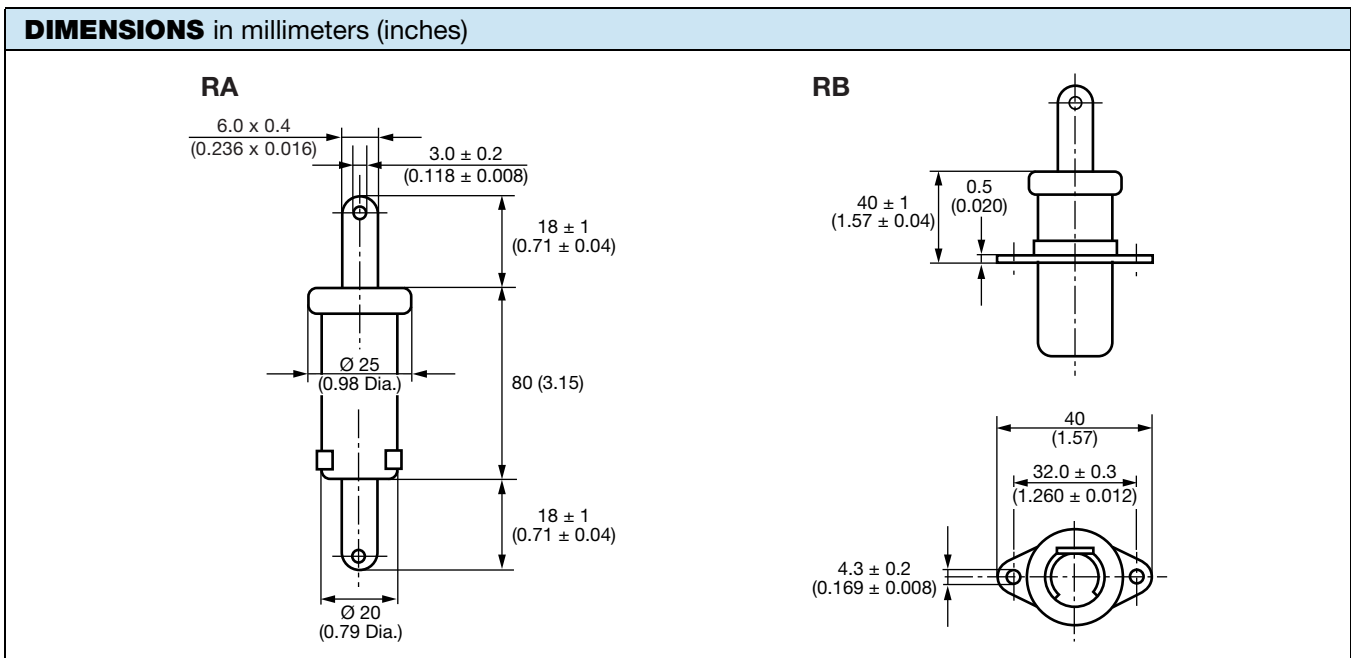 DIMENSIONS in millimeters (inches)
RA
6.0 x 0.4
(0.236 x 0.016)
3.0 ± 0.2
(0.118 ± 0.008)
18 ± 1
(0.71 ± 0.04)
Ø 25
(0.98 Dia.)
80 (3.15)
18 ± 1
(0.71 ± 0.04)
Ø 20
(0.79 Dia.)
RB
40 ± 1
(1.57 ± 0.04)
0.5
(0.020)
40
(1.57)
32.0 ± 0.3
(1.260 ± 0.012)
4.3 ± 0.2
(0.169 ± 0.008)